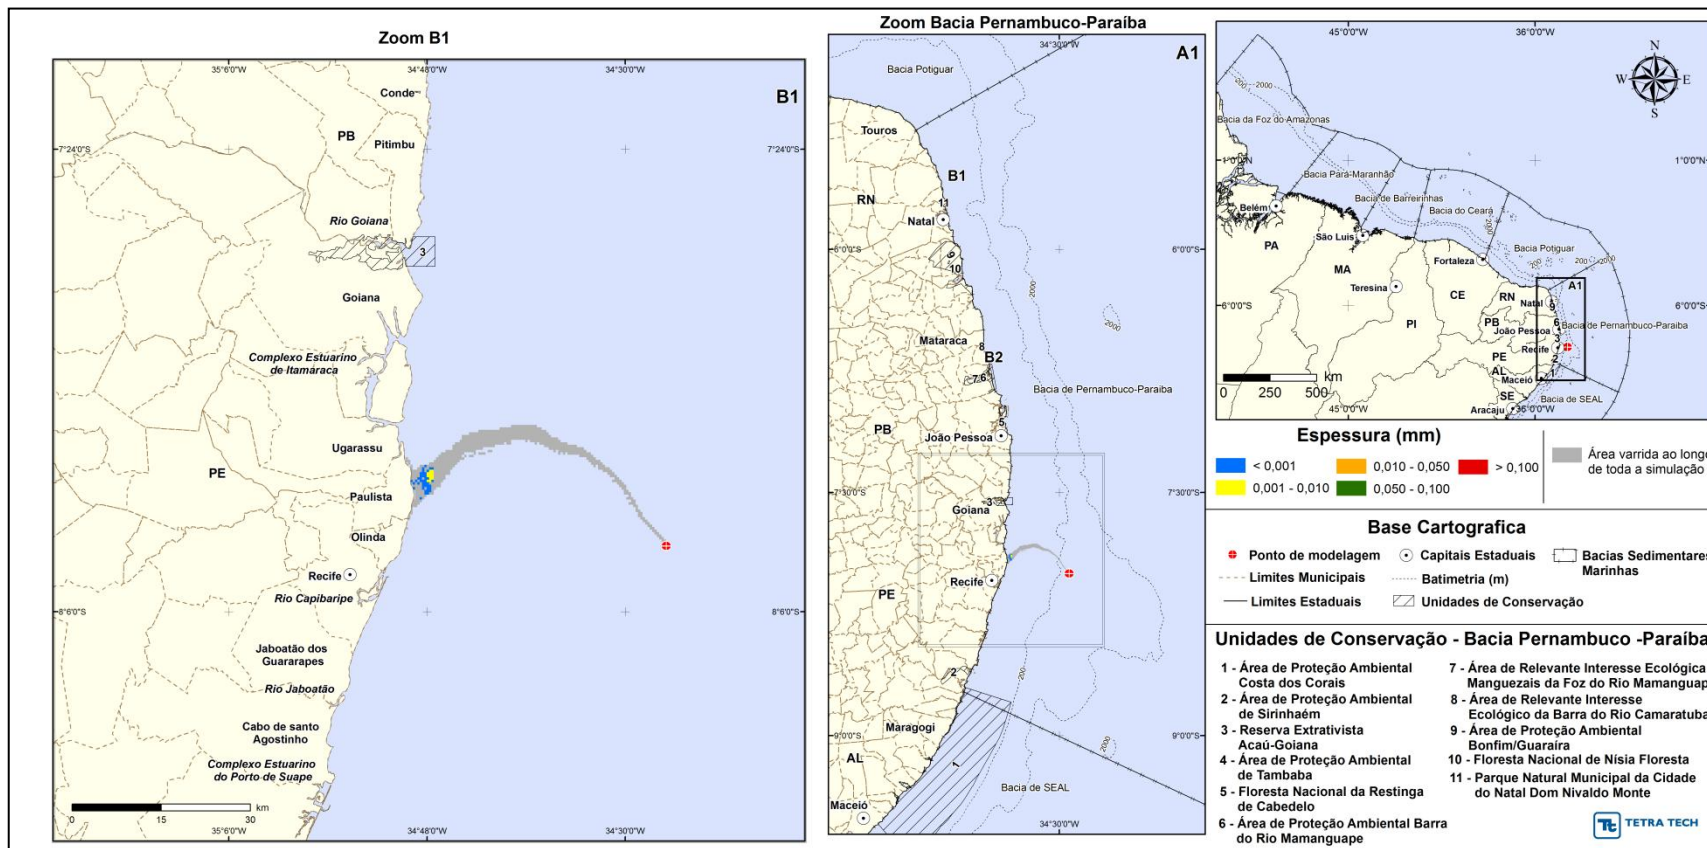 Zoom B1
35°6'0"W
34°48'0"W
34°30'0"W
B1
Conde
PB
Pitimbu
7°24'0"S
7°24'0"S
Rio Goiana
3
Goiana
Complexo Estuarino
de Itamáraca
Ugarassu
PE
Paulista
Olinda
Recife
Rio Capibaripe
8°6'0"S
8°6'0"S
Jaboatão dos
Guararapes
Rio Jaboatão
Cabo de santo
Agostinho
Complexo Estuarino
do Porto de Suape
km
0 15 30
35°6'0"W
34°48'0"W
34°30'0"W
Zoom Bacia Pernambuco-Paraíba
34°30'0"W
A1
Bacia Potiguar
Touros
B1
RN
11
Natal
6°0'0"S
6°0'0"S
9
10
2000
2000
Mataraca
8
B2
7 6
Bacia de Pernambuco-Paraiba
PB
5
João Pessoa
7°30'0"S
7°30'0"S
3
Goiana
Recife
PE
200
2
Maragogi
9°0'0"S
9°0'0"S
2000
AL
1
Bacia de SEAL
Maceió
34°30'0"W
45°0'0"W
36°0'0"W
N
W E
S
200
2000
Bacia da Foz do Amazonas
1°0'0"N
1°0'0"N
Bacia Pará-Maranhão
Bacia de Barreirinhas
Belém
Bacia do Ceará
São Luis
2000
Bacia Potiguar
PA
Fortaleza
200
200
2000
MA
A1
Teresina
CE
RN
Natal
9
6°0'0"S
6°0'0"S
PI
PB
João Pessoa
6
Bacia de Pernambuco-Paraiba
3
Recife
PE
2
AL
Maceió
1
km
0 250 500
SE
Bacia de SEAL
Aracaju
45°0'0"W
36°0'0"W
Espessura (mm)
< 0,001
0,010 - 0,050
> 0,100
0,001 - 0,010
0,050 - 0,100
Área varrida ao longo
de toda a simulação
Base Cartografica
Ponto de modelagem
Capitais Estaduais
Bacias Sedimentares
Marinhas
Limites Municipais
Batimetria (m)
Limites Estaduais
Unidades de Conservação
Unidades de Conservação - Bacia Pernambuco -Paraíba
1 - Área de Proteção Ambiental
Costa dos Corais
2 - Área de Proteção Ambiental
de Sirinhaém
3 - Reserva Extrativista
Acaú-Goiana
4 - Área de Proteção Ambiental
de Tambaba
5 - Floresta Nacional da Restinga
de Cabedelo
6 - Área de Proteção Ambiental Barra
do Rio Mamanguape
7 - Área de Relevante Interesse Ecológica
Manguezais da Foz do Rio Mamanguap
8 - Área de Relevante Interesse
Ecológico da Barra do Rio Camaratuba
9 - Área de Proteção Ambiental
Bonfim/Guaraíra
10 - Floresta Nacional de Nísia Floresta
11 - Parque Natural Municipal da Cidade
do Natal Dom Nivaldo Monte
TETRA TECH